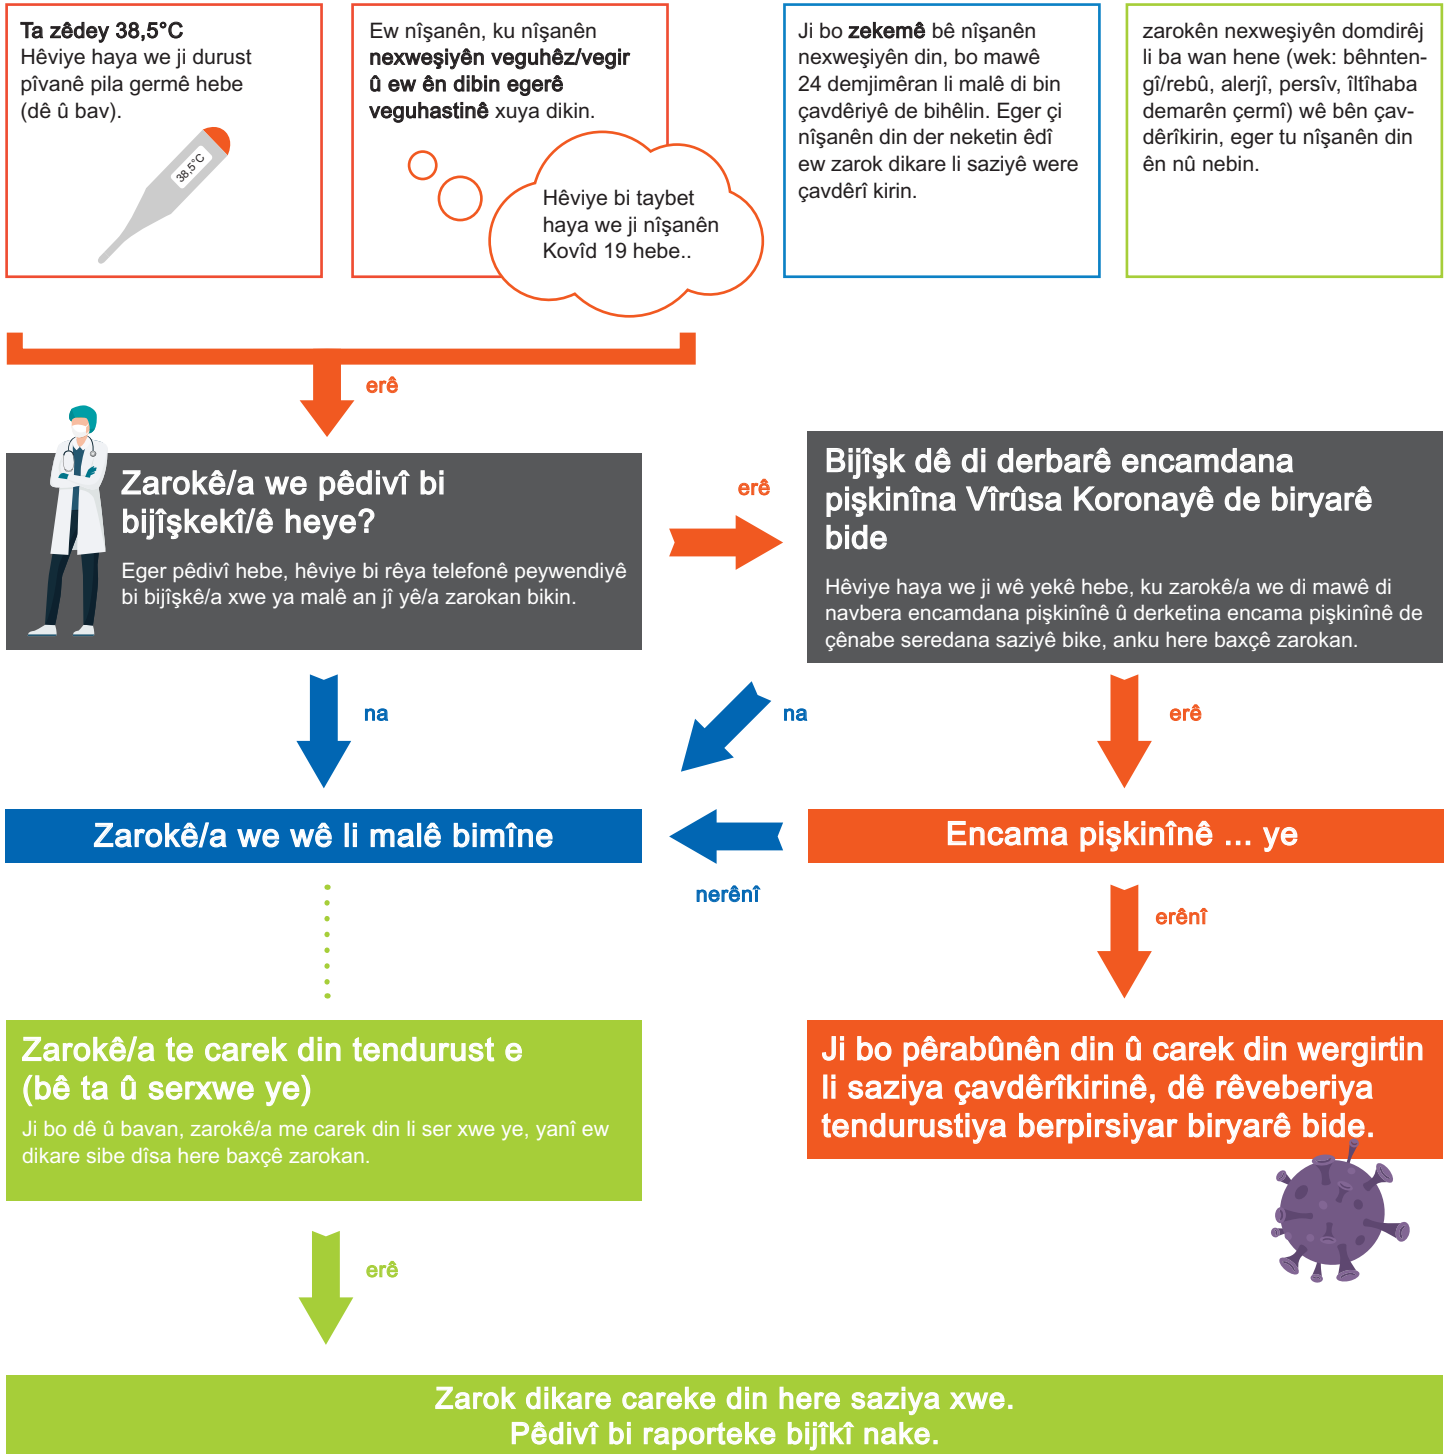 Ta zêdey 38,5°C
Hêviye haya we ji durust
pîvanê pila germê hebe
(dê û bav).
38,5°C
Ew nîşanên, ku nîşanên
nexweşiyên veguhêz/vegir
û ew ên dibin egerê
veguhastinê xuya dikin.
Hêviye bi taybet
haya we ji nîşanên
Kovîd 19 hebe..
Ji bo zekemê bê nîşanên
nexweşiyên din, bo mawê
24 demjimêran li malê di bin
çavdêriyê de bihêlin. Eger çi
nîşanên din der neketin êdî
ew zarok dikare li saziyê were
çavdêrî kirin.
zarokên nexweşiyên domdirêj
li ba wan hene (wek: bêhnten-
gî/rebû, alerjî, persîv, îltîhaba
demarên çermî) wê bên çav-
dêrîkirin, eger tu nîşanên din
ên nû nebin.
erê
Zarokê/a we pêdivî bi
bijîşkekî/ê heye?
Eger pêdivî hebe, hêviye bi rêya telefonê peywendiyê
bi bijîşkê/a xwe ya malê an jî yê/a zarokan bikin.
erê
Bijîşk dê di derbarê encamdana
pişkinîna Vîrûsa Koronayê de biryarê
bide
Hêviye haya we ji wê yekê hebe, ku zarokê/a we di mawê di
navbera encamdana pişkinînê û derketina encama pişkinînê de
çênabe seredana saziyê bike, anku here baxçê zarokan.
na
na
erê
Zarokê/a we wê li malê bimîne
Encama pişkinînê ... ye
nerênî
erênî
Zarokê/a te carek din tendurust e
(bê ta û serxwe ye)
Ji bo dê û bavan, zarokê/a me carek din li ser xwe ye, yanî ew
dikare sibe dîsa here baxçê zarokan.
Ji bo pêrabûnên din û carek din wergirtin
li saziya çavdêrîkirinê, dê rêveberiya
tendurustiya berpirsiyar biryarê bide.
erê
Zarok dikare careke din here saziya xwe.
Pêdivî bi raporteke bijîkî nake.